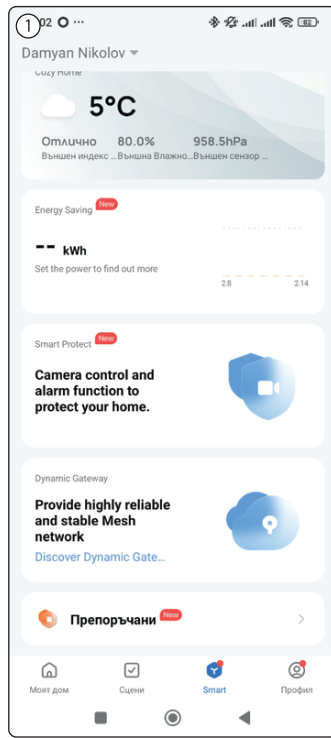 1 02 ...
82
Damyan Nikolov
Cozy Home
5°C
Отлично 80.0% 958.5hPa
Външен индекс ... Външна Влажно... Външен сензор ...
Energy Saving New
-- kWh
Set the power to find out more
2.8 2.14
Smart Protect New
Camera control and
alarm function to
protect your home.
Dynamic Gateway
Provide highly reliable
and stable Mesh
network
Discover Dynamic Gate...
Препоръчани New
Моят дом Сцени Smart Профил